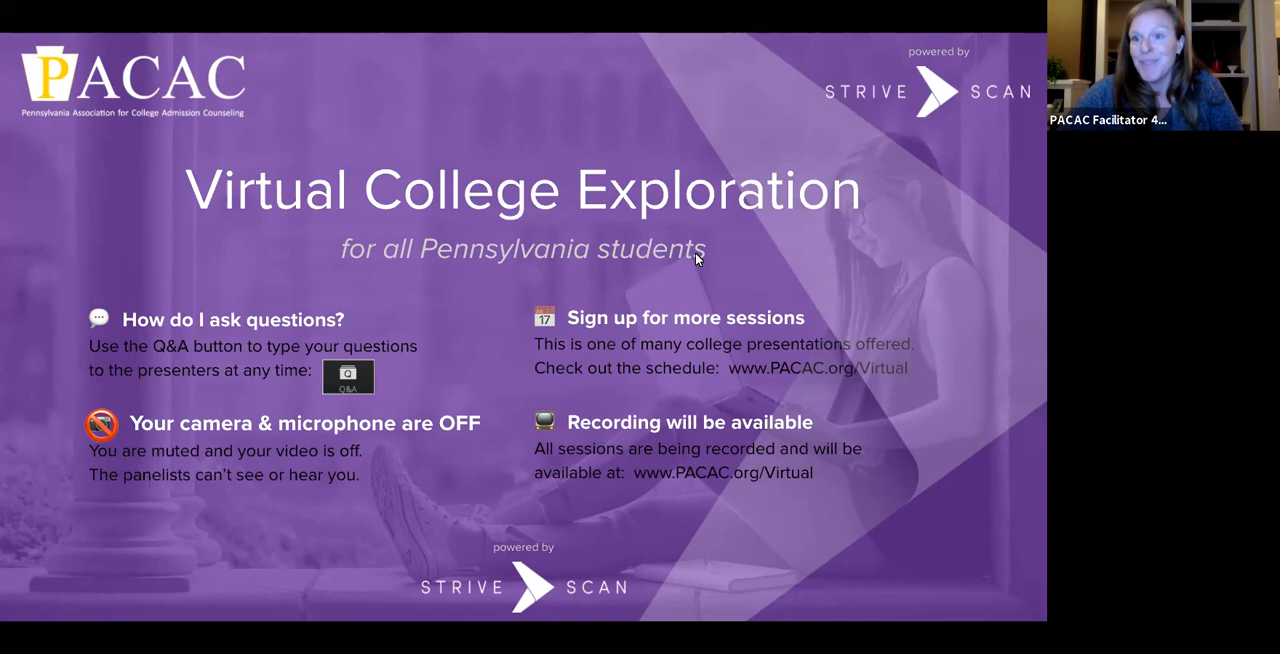 PACAC
Pennsylvania Association for College Admission Counseling
powered by
STRIVE SCAN
PACAC Facilitator 4...
Virtual College Exploration
for all Pennsylvania students
How do I ask questions?
Use the Q&A button to type your questions
to the presenters at any time:
Q
Q&A
Your camera & microphone are OFF
You are muted and your video is off.
The panelists can't see or hear you.
17
Sign up for more sessions
This is one of many college presentations offered.
Check out the schedule: www.PACAC.org/Virtual
Recording will be available
All sessions are being recorded and will be
available at: www.PACAC.org/Virtual
powered by
STRIVE SCAN